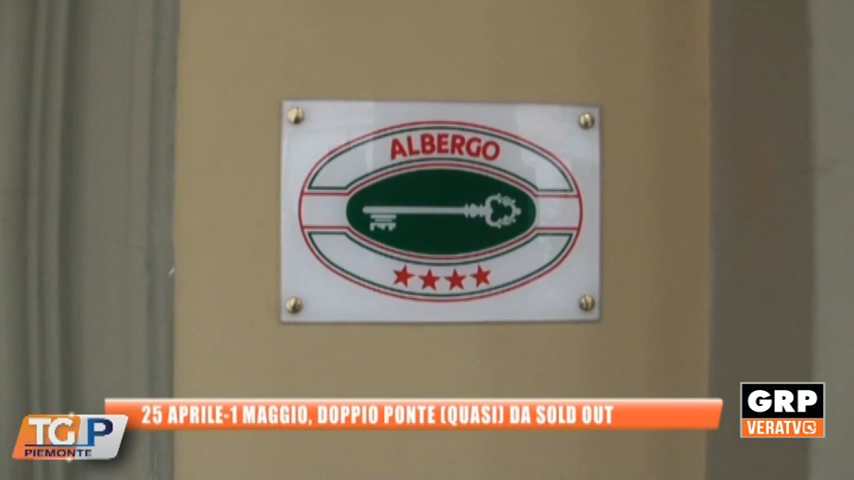 ALBERGO
25 APRILE-1 MAGGIO, DOPPIO PONTE (QUASI) DA SOLD OUT
TGP
PIEMONTE
GRP
VERATV